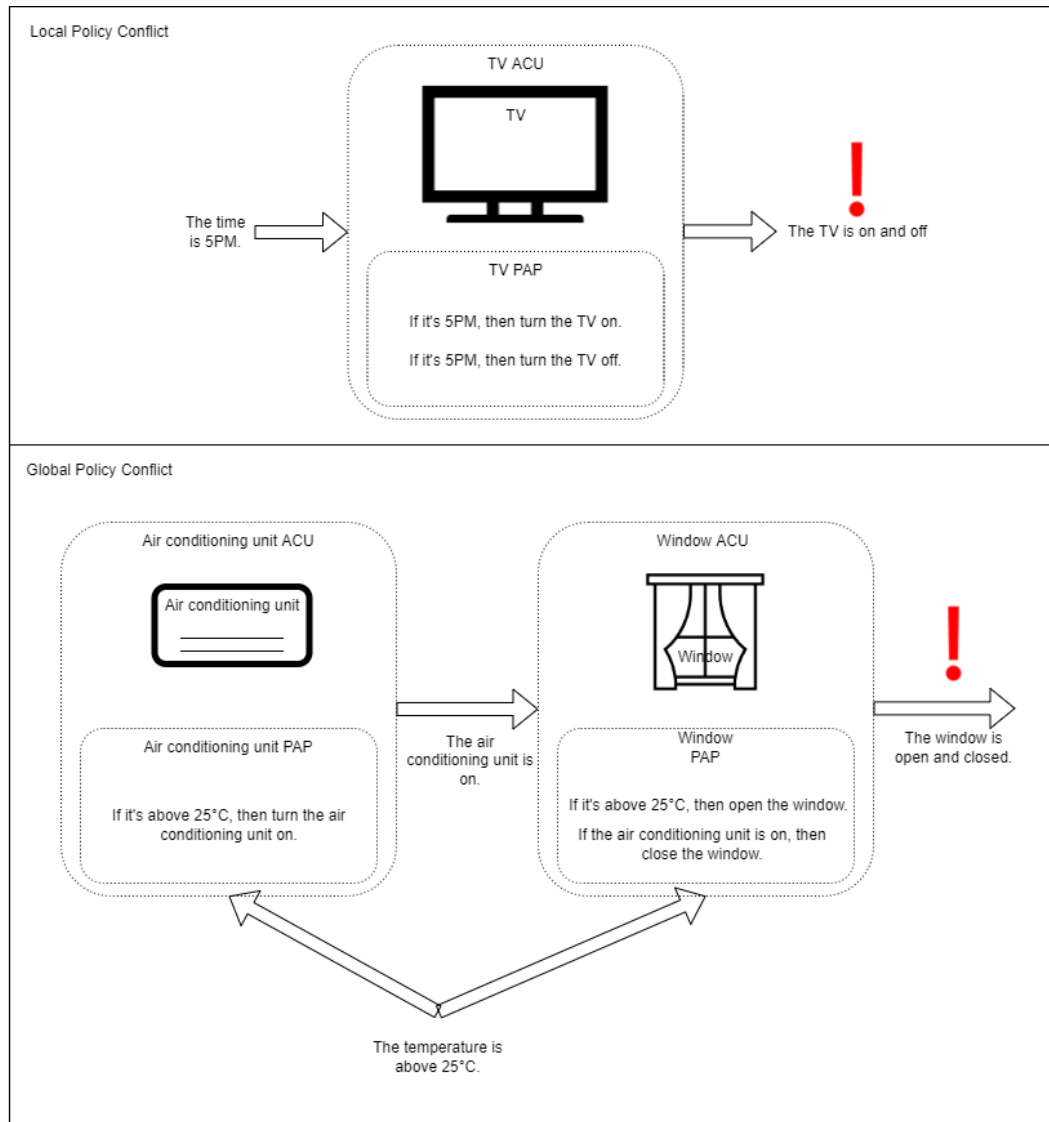 Local Policy Conflict
TV ACU
TV
The time
is 5PM.
The TV is on and off
TV PAP
If it's 5PM, then turn the TV on.
If it's 5PM, then turn the TV off.
Global Policy Conflict
Air conditioning unit ACU
Air conditioning unit
Air conditioning unit PAP
If it's above 25°C, then turn the air
conditioning unit on.
The air
conditioning unit is
on.
Window ACU
Window
Window
PAP
If it's above 25°C, then open the window.
If the air conditioning unit is on, then
close the window.
The window is
open and closed.
The temperature is
above 25°C.